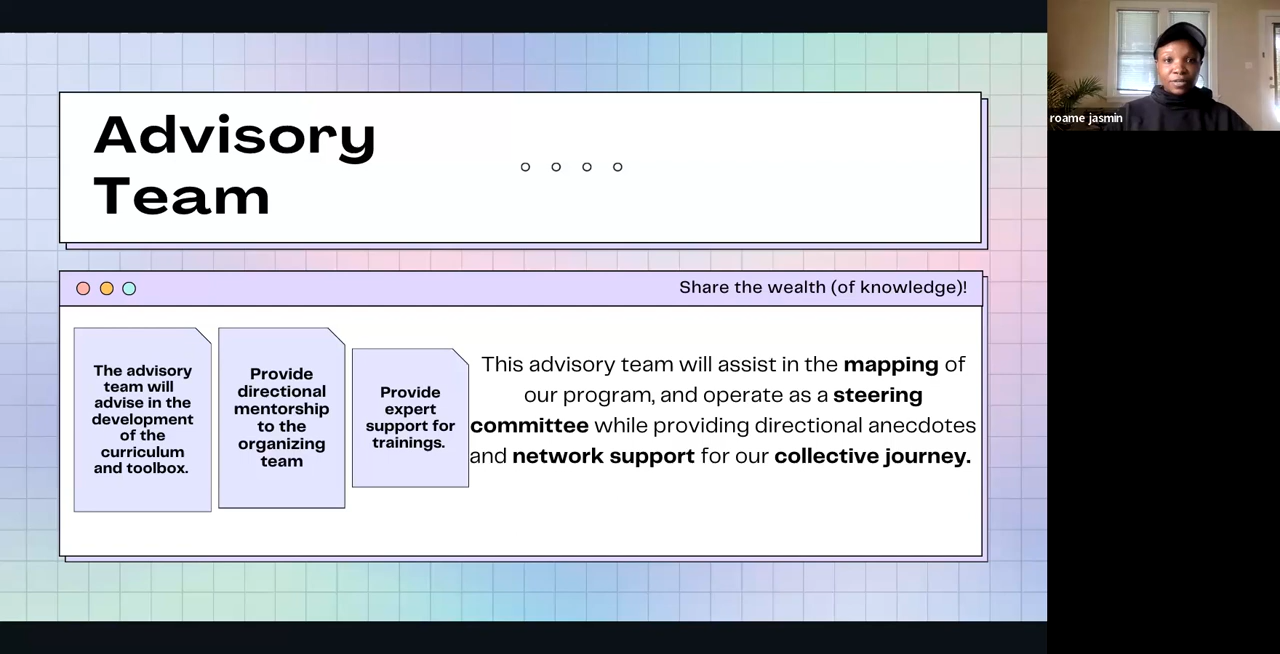 Advisory
Team
Share the wealth (of knowledge)!
The advisory
team will
advise in the
development
of the
curriculum
and toolbox.
Provide
directional
mentorship
to the
organizing
team
Provide
expert
support for
trainings.
This advisory team will assist in the mapping of
our program, and operate as a steering
committee while providing directional anecdotes
and network support for our collective journey.
roame jasmin